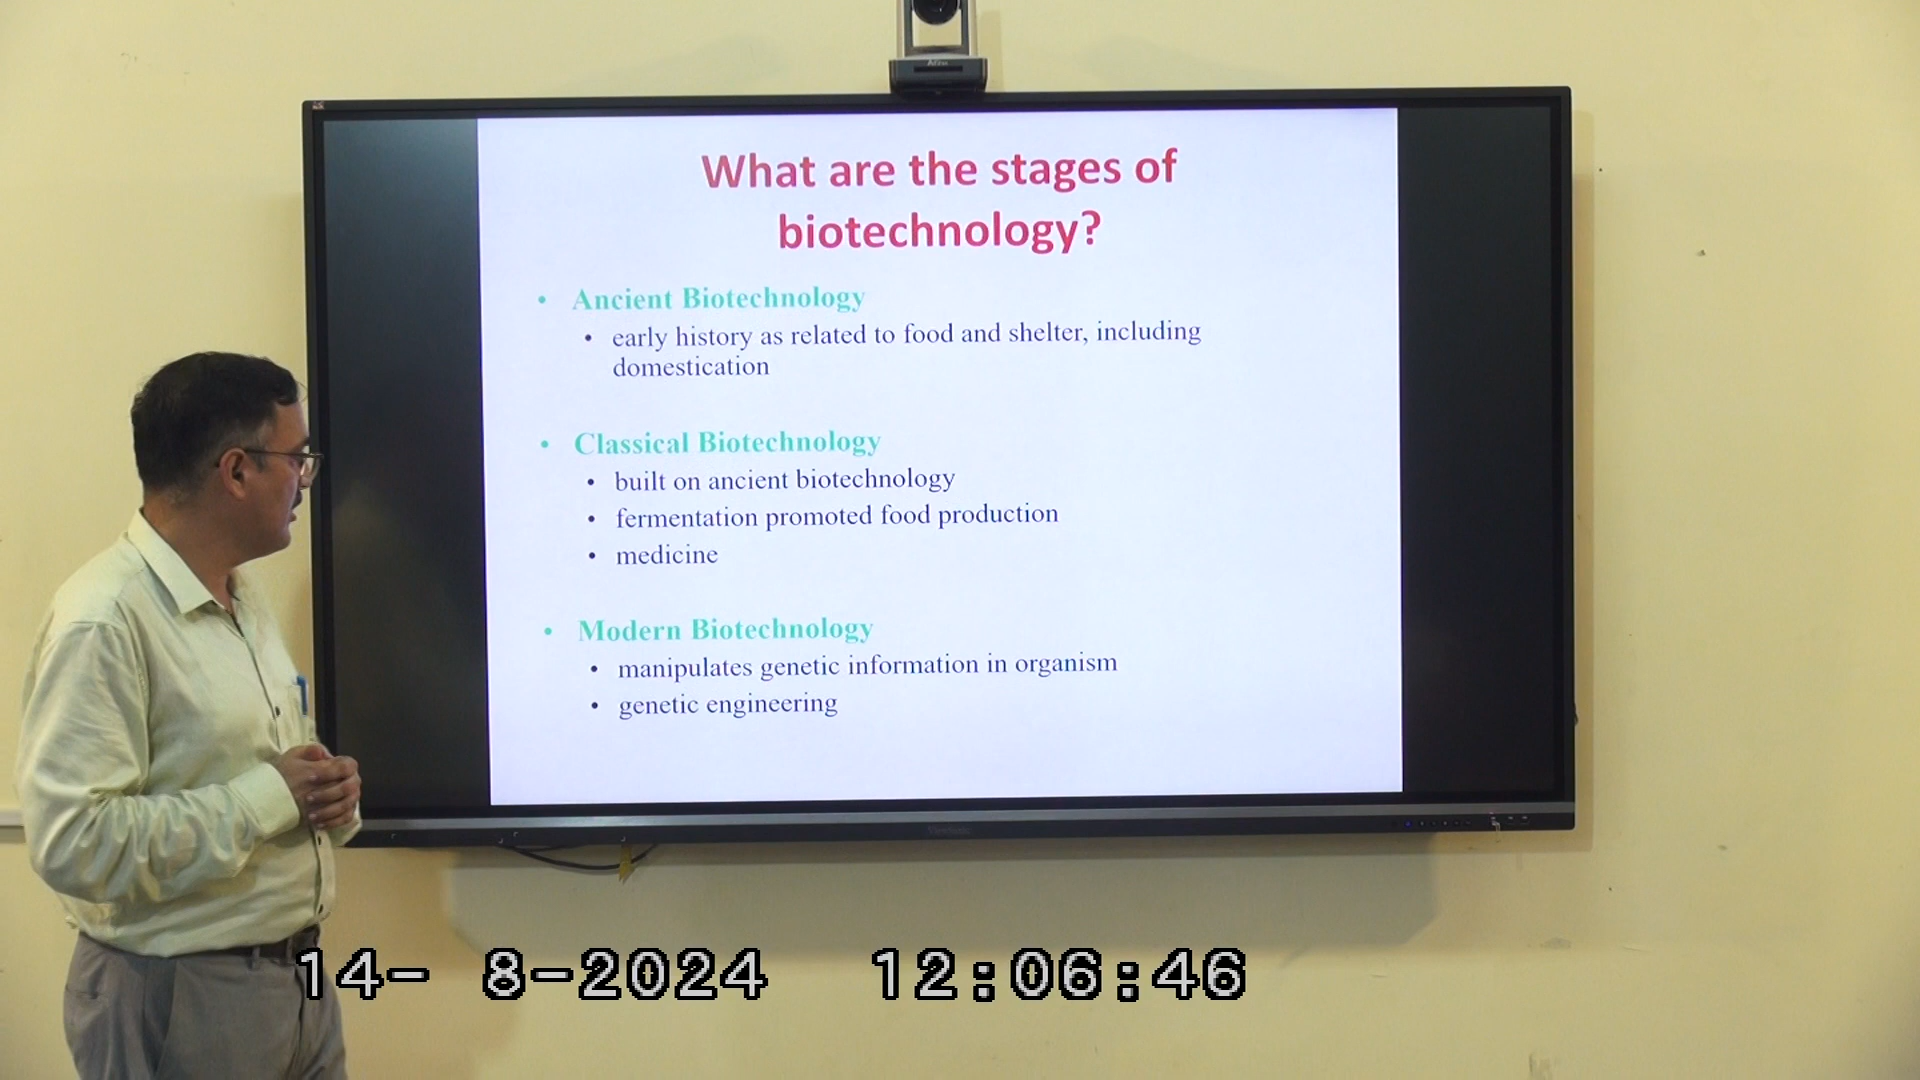 What are the stages of
biotechnology?
• Ancient Biotechnology
• early history as related to food and shelter, including
domestication
• Classical Biotechnology
• built on ancient biotechnology
• fermentation promoted food production
• medicine
• Modern Biotechnology
• manipulates genetic information in organism
• genetic engineering
ViewSonic
14- 8-2024 12:06:46